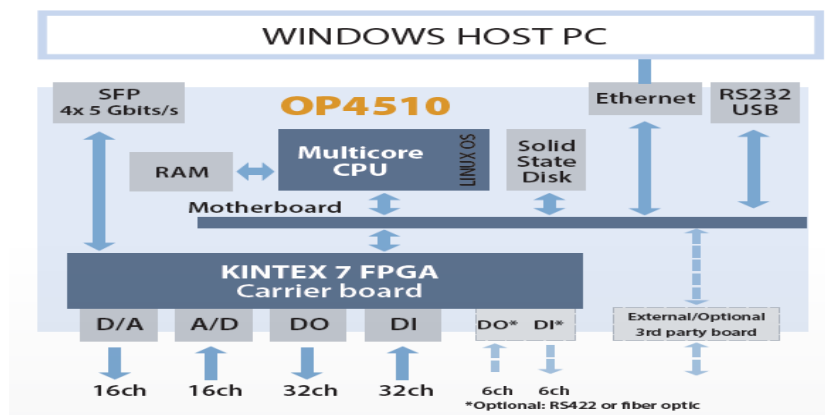 WINDOWS HOST PC
SFP
4x 5 Gbits/s
OP4510
Ethernet
RS232
USB
Multicore
CPU
LINUX OS
Solid
State
Disk
RAM
Motherboard
KINTEX 7 FPGA
Carrier board
D/A
A/D
DO
DI
DO*
DI*
External/Optional
3rd party board
16ch
16ch
32ch
32ch
6ch
6ch
*Optional: RS422 or fiber optic